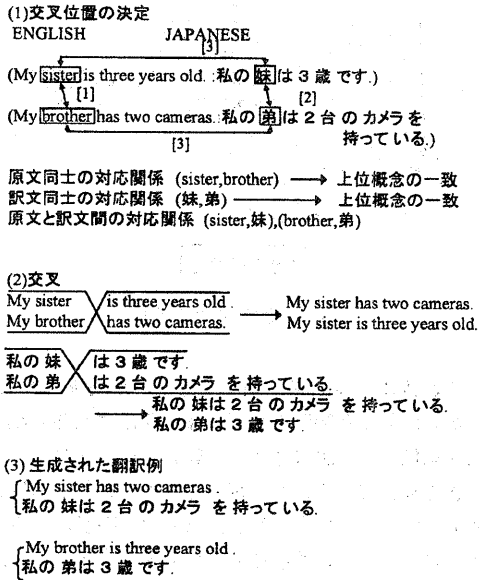 (1)交叉位置の決定
ENGLISH JAPANESE
[3]
(My sister is three years old. :私の 妹 は 3 歳 です.)
[1] [2]
(My brother has two cameras. :私の 弟 は 2 台 の カメラ を
持っている.)
[3]
原文同士の対応関係 (sister,brother) → 上位概念の一致
訳文同士の対応関係 (妹,弟) → 上位概念の一致
原文と訳文間の対応関係 (sister,妹),(brother,弟)
(2)交叉
My sister is three years old . → My sister has two cameras.
My brother has two cameras. My sister is three years old.
私の 妹 は 3 歳 です.
私の 弟 は 2 台 の カメラ を 持っている.
→ 私の 妹は 2 台 の カメラ を 持っている.
私の 弟は 3 歳 です.
(3) 生成された翻訳例
My sister has two cameras .
私の 妹は 2 台 の カメラ を 持っている.
My brother is three years old .
私の 弟は 3 歳 です.